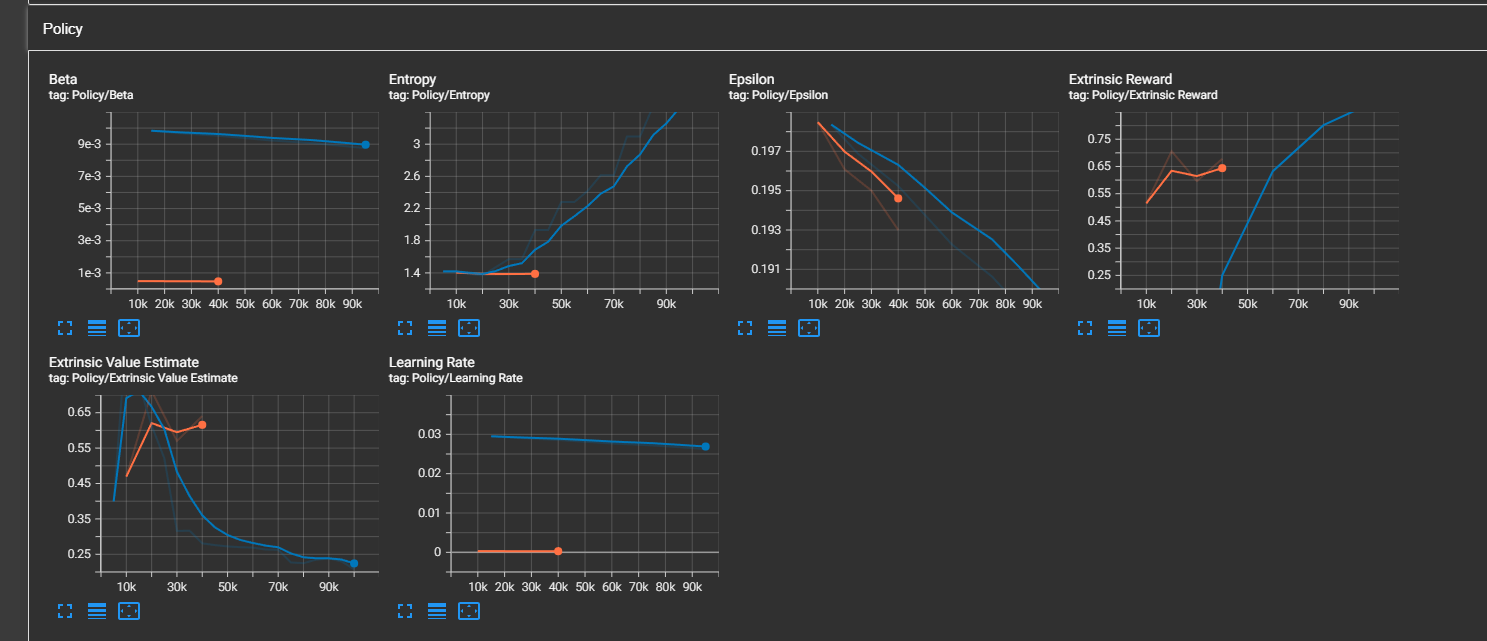 Policy
Beta
tag: Policy/Beta
9e-3
7e-3
5e-3
3e-3
1e-3
10k 20k 30k 40k 50k 60k 70k 80k 90k
Entropy
tag: Policy/Entropy
3
2.6
2.2
1.8
1.4
10k 30k 50k 70k 90k
Epsilon
tag: Policy/Epsilon
0.197
0.195
0.193
0.191
10k 20k 30k 40k 50k 60k 70k 80k 90k
Extrinsic Reward
tag: Policy/Extrinsic Reward
0.75
0.65
0.55
0.45
0.35
0.25
10k 30k 50k 70k 90k
Extrinsic Value Estimate
tag: Policy/Extrinsic Value Estimate
0.65
0.55
0.45
0.35
0.25
10k 30k 50k 70k 90k
Learning Rate
tag: Policy/Learning Rate
0.03
0.02
0.01
0
10k 20k 30k 40k 50k 60k 70k 80k 90k